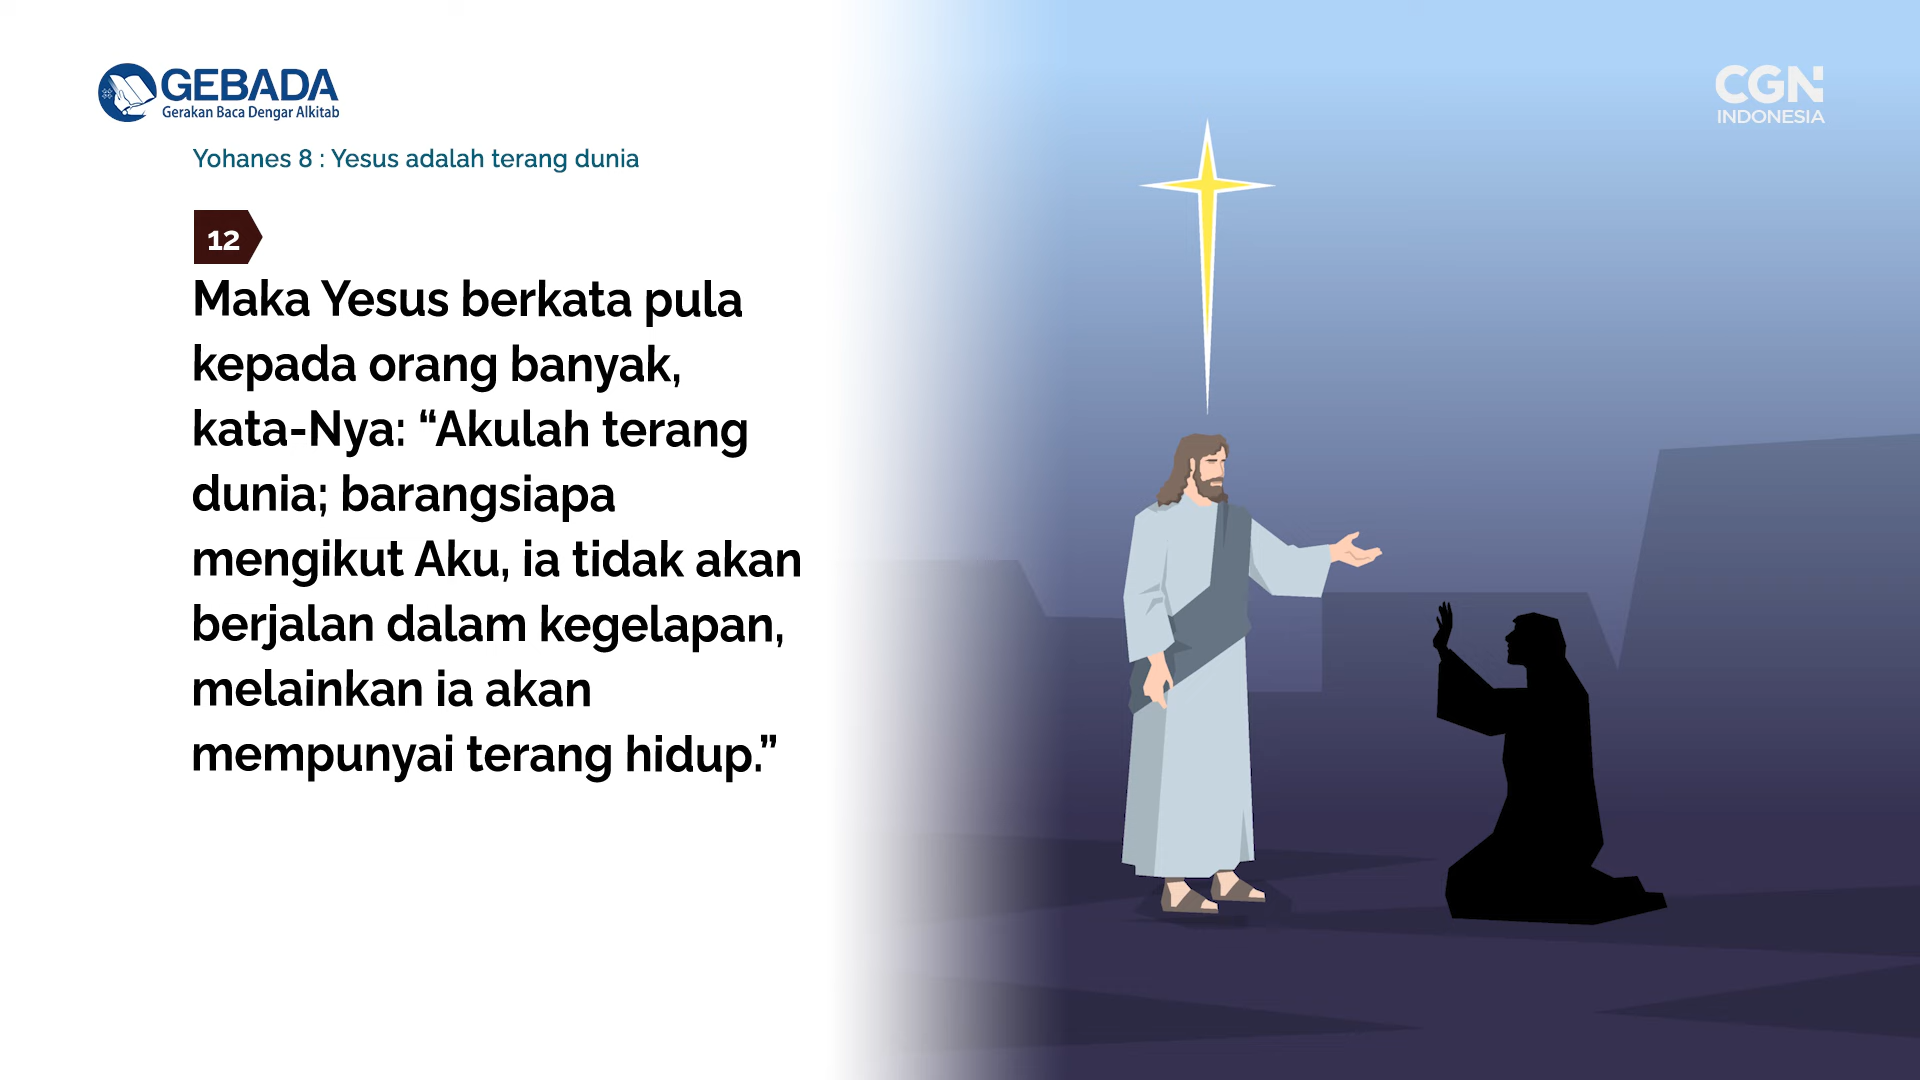 GEBADA
Gerakan Baca Dengar Alkitab
CGN
INDONESIA
Yohanes 8 : Yesus adalah terang dunia
12
Maka Yesus berkata pula
kepada orang banyak,
kata-Nya: “Akulah terang
dunia; barangsiapa
mengikut Aku, ia tidak akan
berjalan dalam kegelapan,
melainkan ia akan
mempunyai terang hidup.”